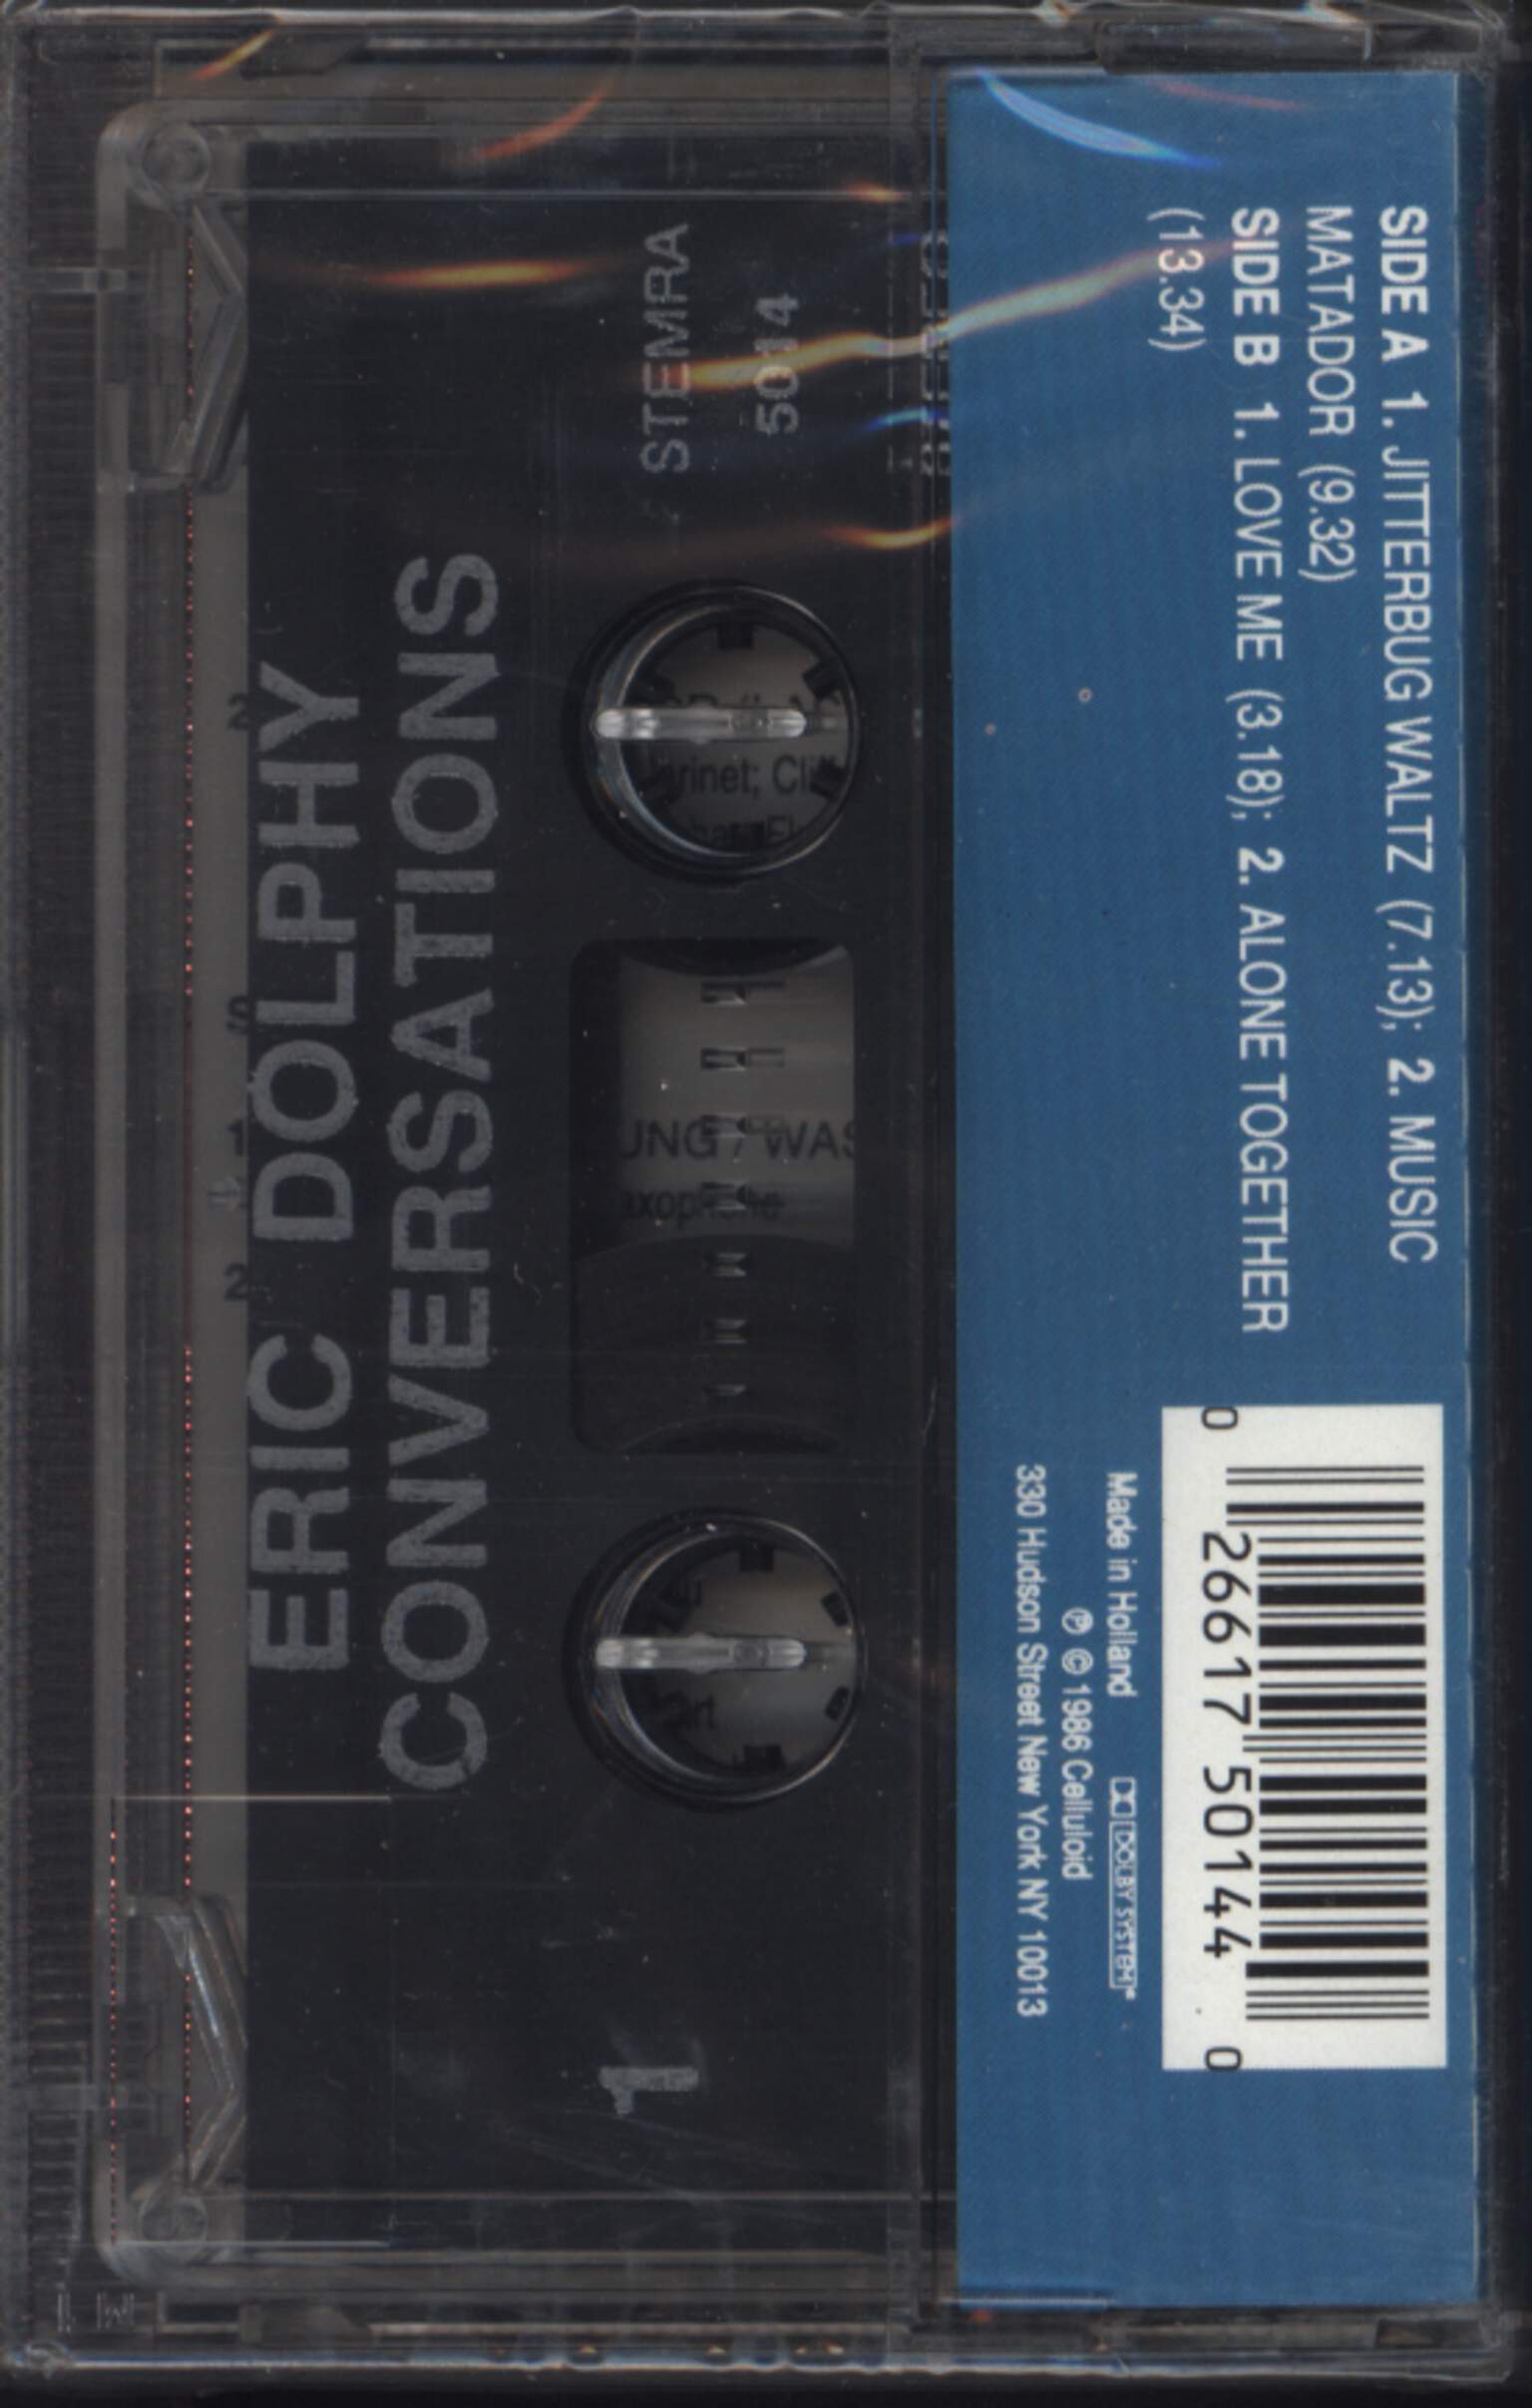 SIDE A 1. JITTERBUG WALTZ (7.13); 2. MUSIC
MATADOR (9.32)
SIDE B 1. LOVE ME (3.18); 2. ALONE TOGETHER
(13.34)
0 26617 50144 0
Made in Holland DOLBY SYSTEM
℗ © 1986 Celluloid
330 Hudson Street New York NY 10013
ERIC DOLPHY
CONVERSATIONS
STEMRA
5014
1